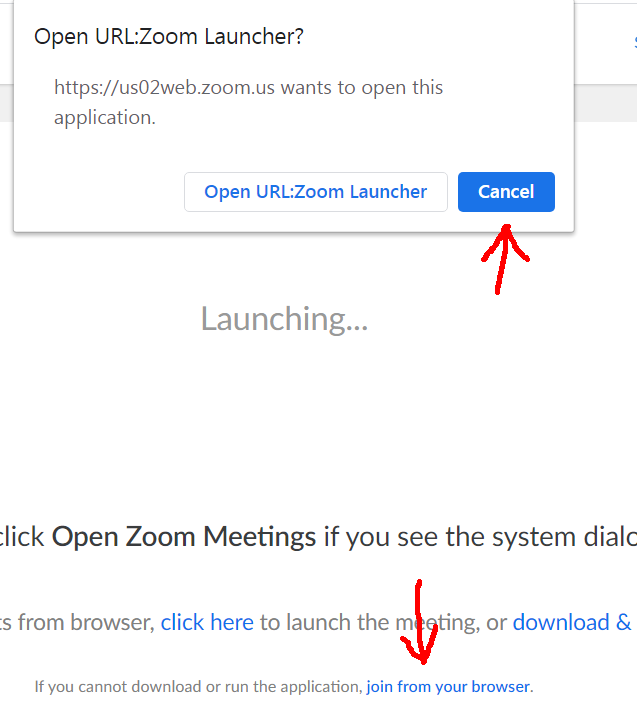 Open URL:Zoom Launcher?
https://us02web.zoom.us wants to open this
application.
Open URL:Zoom Launcher Cancel
Launching...
click Open Zoom Meetings if you see the system dialo
ts from browser, click here to launch the meeting, or download &
If you cannot download or run the application, join from your browser.